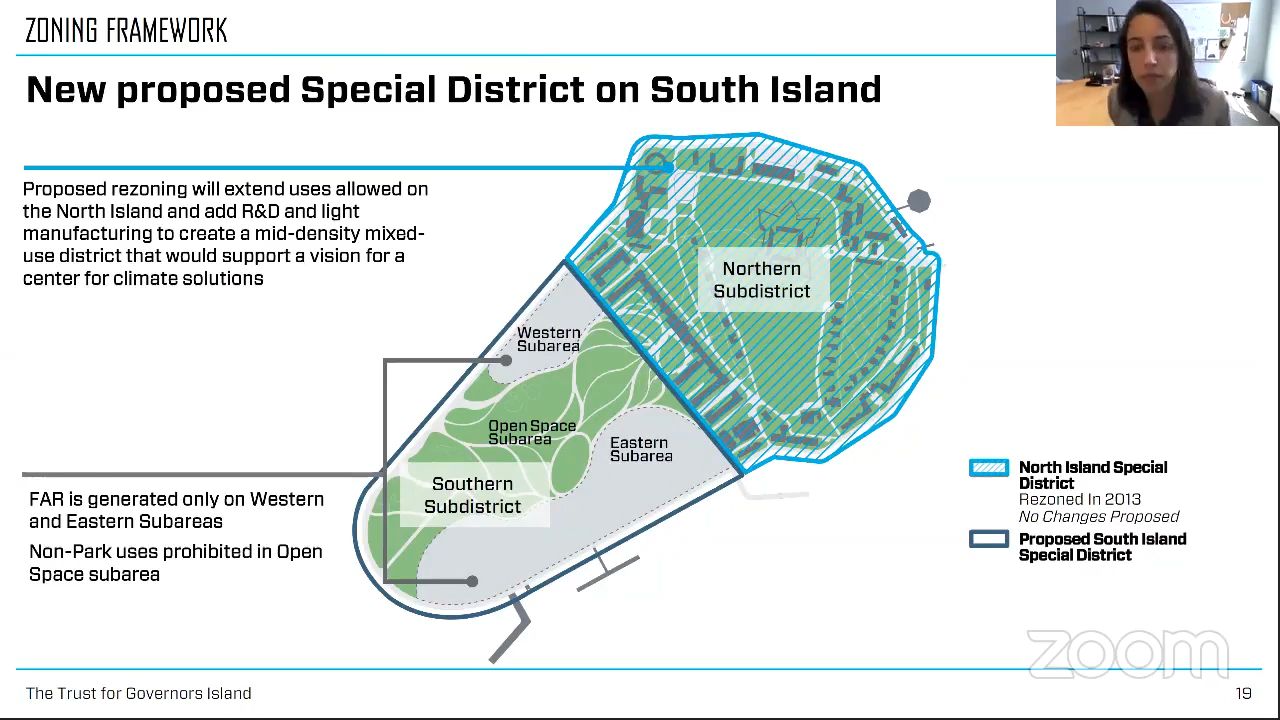 ZONING FRAMEWORK
New proposed Special District on South Island
Proposed rezoning will extend uses allowed on
the North Island and add R&D and light
manufacturing to create a mid-density mixed-
use district that would support a vision for a
center for climate solutions
Northern
Subdistrict
Western
Subarea
Open Space
Subarea
Eastern
Subarea
Southern
Subdistrict
FAR is generated only on Western
and Eastern Subareas
Non-Park uses prohibited in Open
Space subarea
North Island Special
District
Rezoned In 2013
No Changes Proposed
Proposed South Island
Special District
zoom
The Trust for Governors Island
19